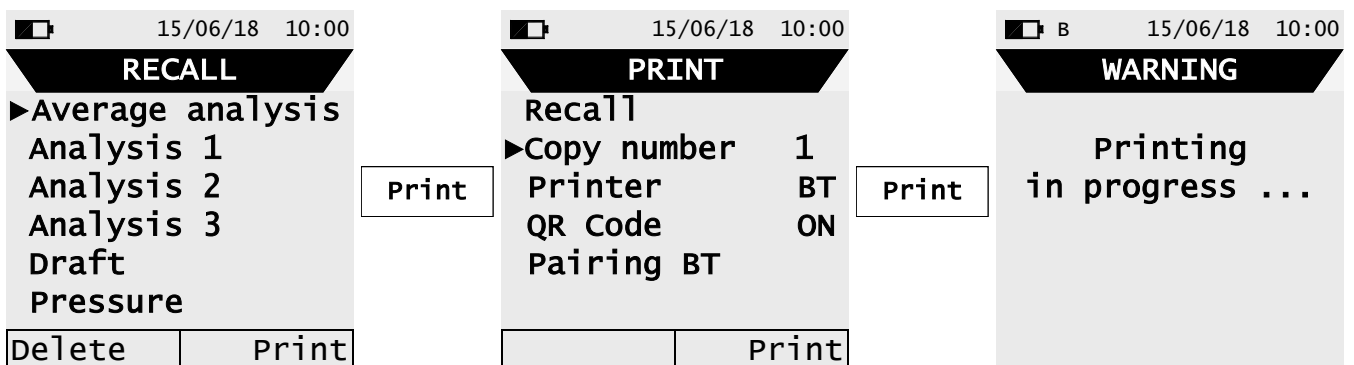 15/06/18 10:00
RECALL
▶Average analysis
Analysis 1
Analysis 2
Analysis 3
Draft
Pressure
Delete Print
Print
15/06/18 10:00
PRINT
Recall
▶Copy number 1
Printer BT
QR Code ON
Pairing BT
Print
Print
B 15/06/18 10:00
WARNING
Printing
in progress ...